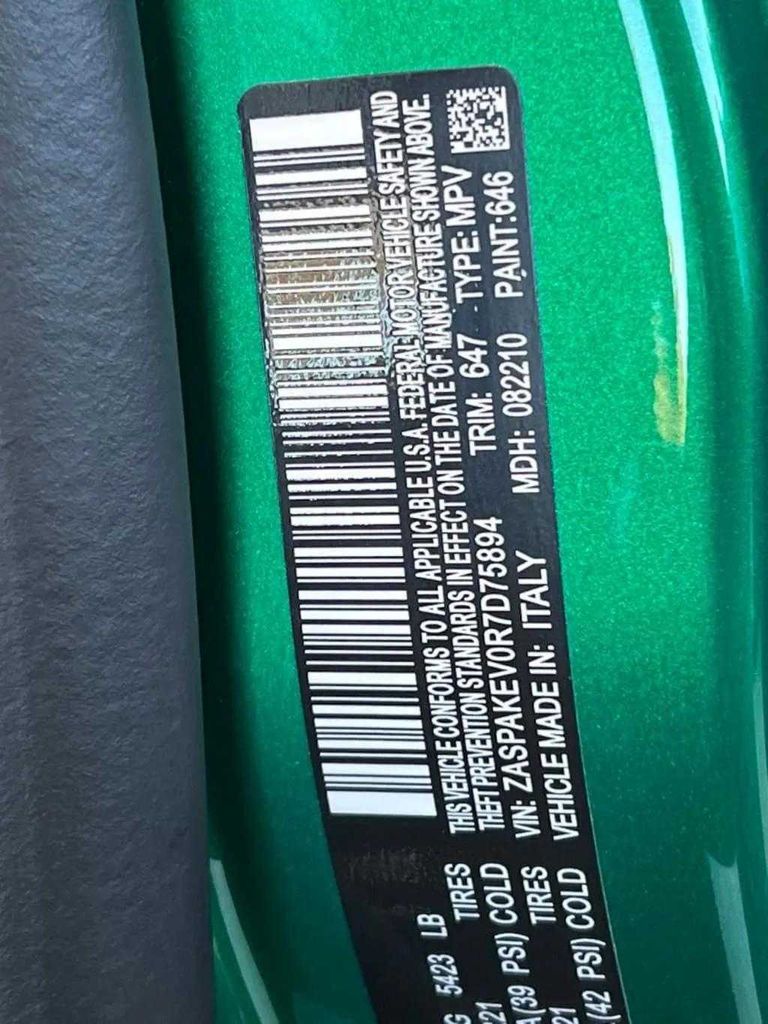 THIS VEHICLE CONFORMS TO ALL APPLICABLE U.S.A. FEDERAL MOTOR VEHICLE SAFETY AND
THEFT PREVENTION STANDARDS IN EFFECT ON THE DATE OF MANUFACTURE SHOWN ABOVE.
VIN: ZASPAKEV0R7D75894 TRIM: 647 TYPE: MPV
VEHICLE MADE IN: ITALY MDH: 082210 PAINT:646
5423 LB
TIRES
(39 PSI) COLD
TIRES
(42 PSI) COLD